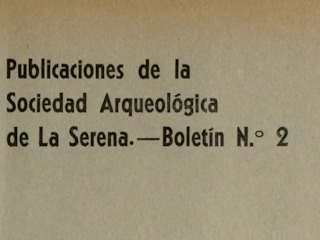 Publicaciones de la
Sociedad Arqueológica
de La Serena.—Boletín N.° 2